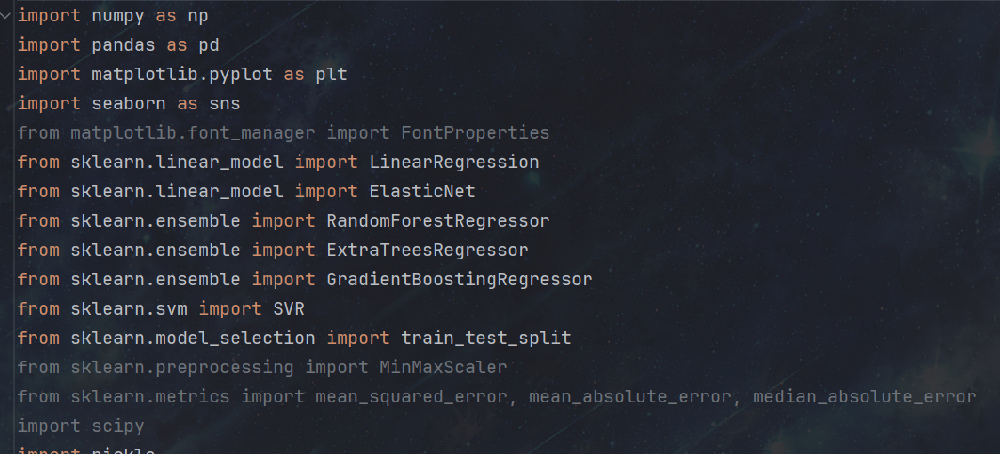 import numpy as np
import pandas as pd
import matplotlib.pyplot as plt
import seaborn as sns
from matplotlib.font_manager import FontProperties
from sklearn.linear_model import LinearRegression
from sklearn.linear_model import ElasticNet
from sklearn.ensemble import RandomForestRegressor
from sklearn.ensemble import ExtraTreesRegressor
from sklearn.ensemble import GradientBoostingRegressor
from sklearn.svm import SVR
from sklearn.model_selection import train_test_split
from sklearn.preprocessing import MinMaxScaler
from sklearn.metrics import mean_squared_error, mean_absolute_error, median_absolute_error
import scipy
import pickle